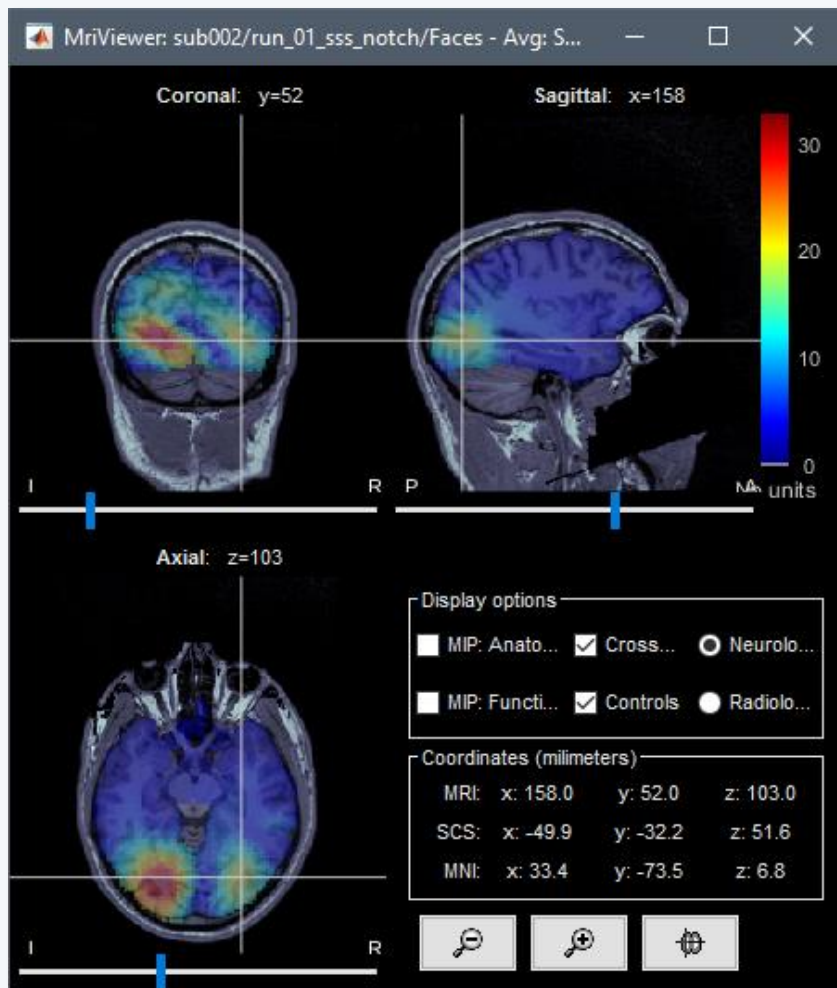 MriViewer: sub002/run_01_sss_notch/Faces - Avg: S...
Coronal: y=52
Sagittal: x=158
30
20
10
0
I R P A
units
Axial: z=103
I R
Display options
MIP: Anato... Cross... Neurolo...
MIP: Functi... Controls Radiolo...
Coordinates (milimeters)
MRI: x: 158.0 y: 52.0 z: 103.0
SCS: x: -49.9 y: -32.2 z: 51.6
MNI: x: 33.4 y: -73.5 z: 6.8